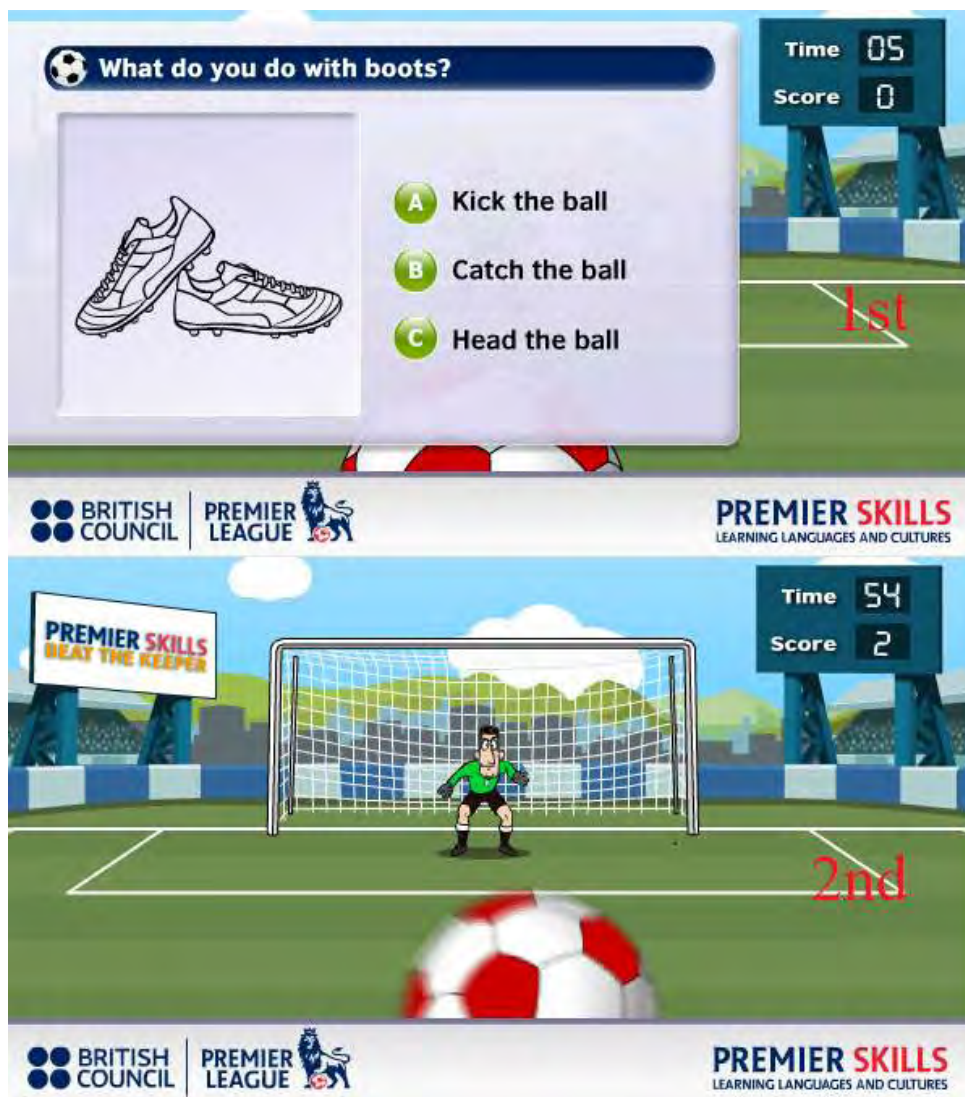 What do you do with boots?
Time 05
Score 0
A Kick the ball
B Catch the ball
C Head the ball
1st
BRITISH
COUNCIL
PREMIER
LEAGUE
PREMIER SKILLS
LEARNING LANGUAGES AND CULTURES
PREMIER SKILLS
BEAT THE KEEPER
Time 54
Score 2
2nd
BRITISH
COUNCIL
PREMIER
LEAGUE
PREMIER SKILLS
LEARNING LANGUAGES AND CULTURES